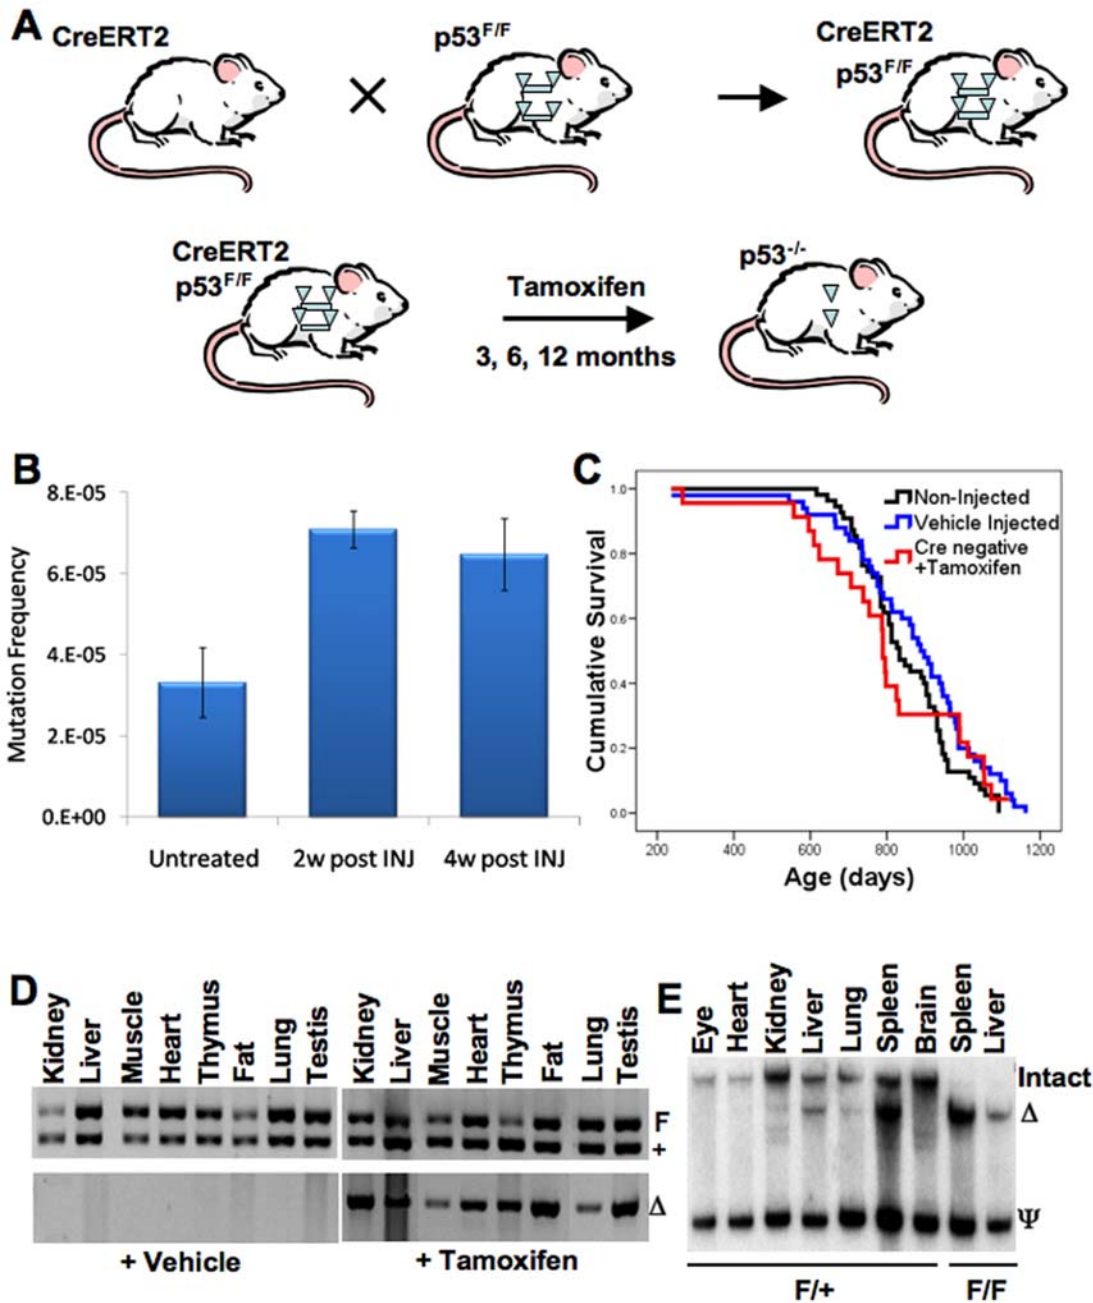 A
CreERT2
p53F/F
CreERT2
p53F/F
CreERT2
p53F/F
Tamoxifen
3, 6, 12 months
p53-/-
B
Mutation Frequency
8.E-05
6.E-05
4.E-05
2.E-05
0.E+00
Untreated
2w post INJ
4w post INJ
C
Cumulative Survival
1.0
0.8
0.6
0.4
0.2
0.0
Non-Injected
Vehicle Injected
Cre negative
+Tamoxifen
200
400
600
800
1000
1200
Age (days)
D
Kidney
Liver
Muscle
Heart
Thymus
Fat
Lung
Testis
Kidney
Liver
Muscle
Heart
Thymus
Fat
Lung
Testis
F
+
Δ
+ Vehicle
+ Tamoxifen
E
Eye
Heart
Kidney
Liver
Lung
Spleen
Brain
Spleen
Liver
Intact
Δ
Ψ
F/+
F/F